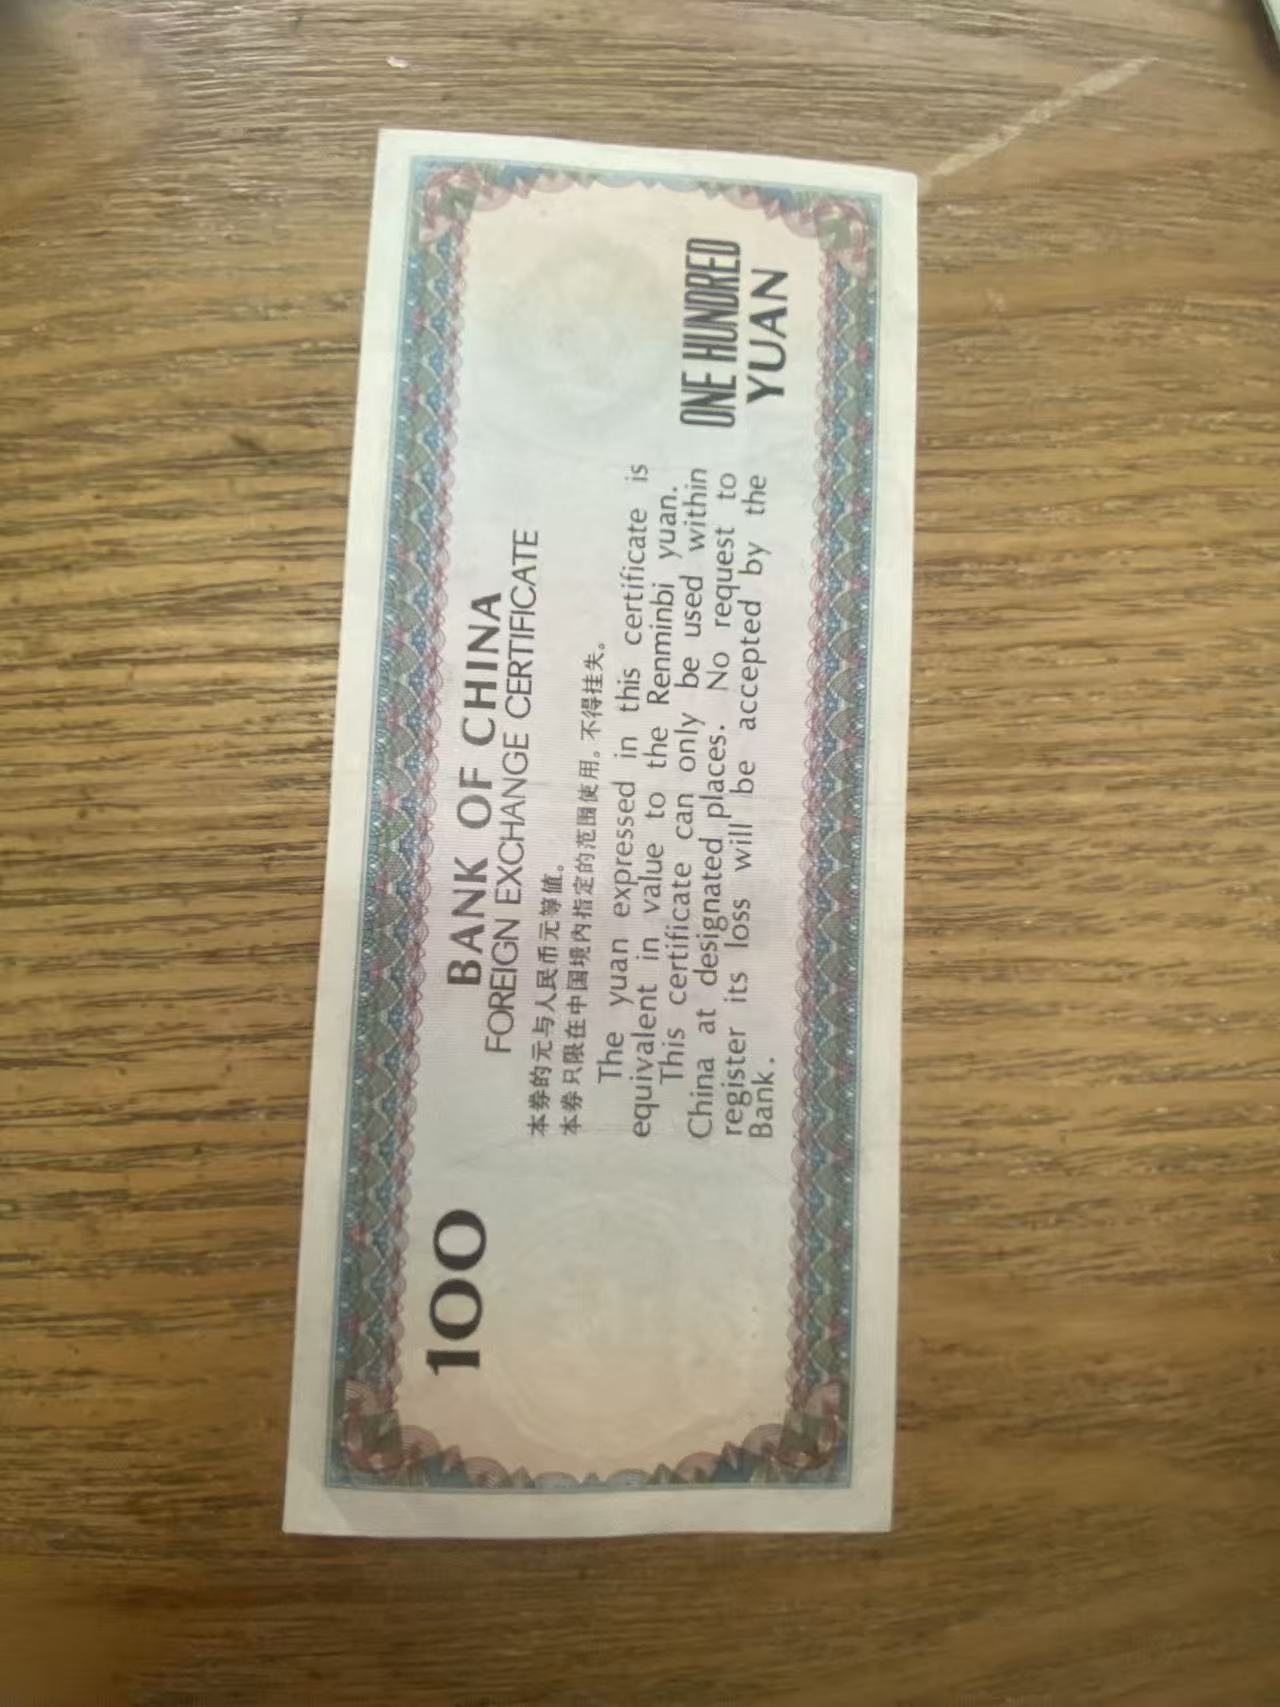 100
BANK OF CHINA
FOREIGN EXCHANGE CERTIFICATE
本券的元与人民币元等值。
本券只限在中国境内指定的范围使用。不得挂失。
The yuan expressed in this certificate is
equivalent in value to the Renminbi yuan.
This certificate can only be used within
China at designated places. No request to
register its loss will be accepted by the
Bank.
ONE HUNDRED
YUAN